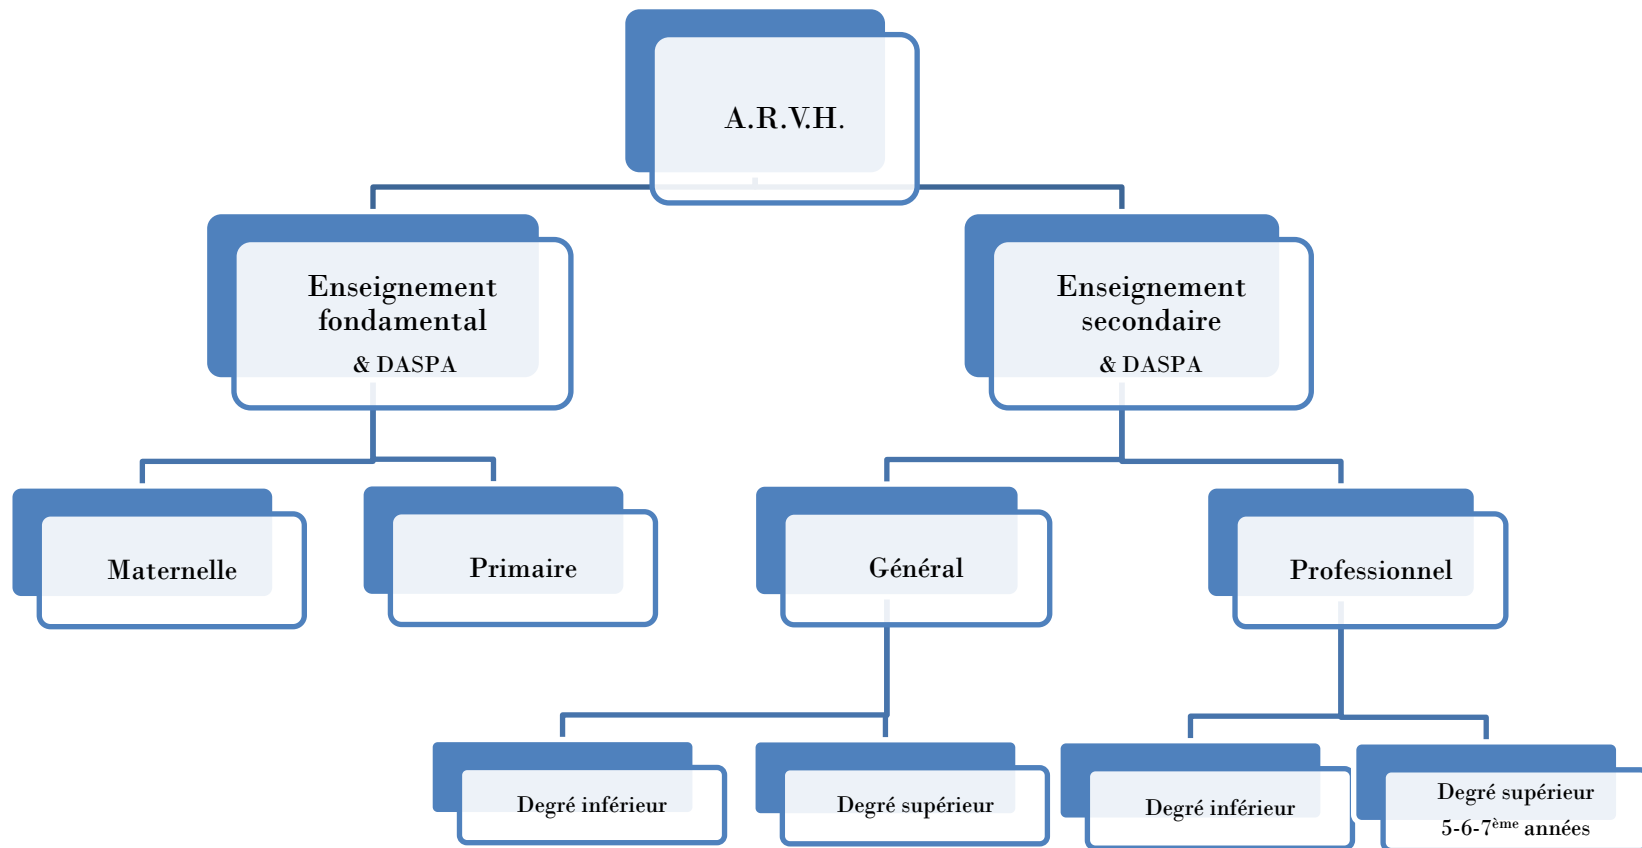 A.R.V.H.
Enseignement
fondamental
& DASPA
Enseignement
secondaire
& DASPA
Maternelle
Primaire
Général
Professionnel
Degré inférieur
Degré supérieur
Degré inférieur
Degré supérieur
5-6-7ème années